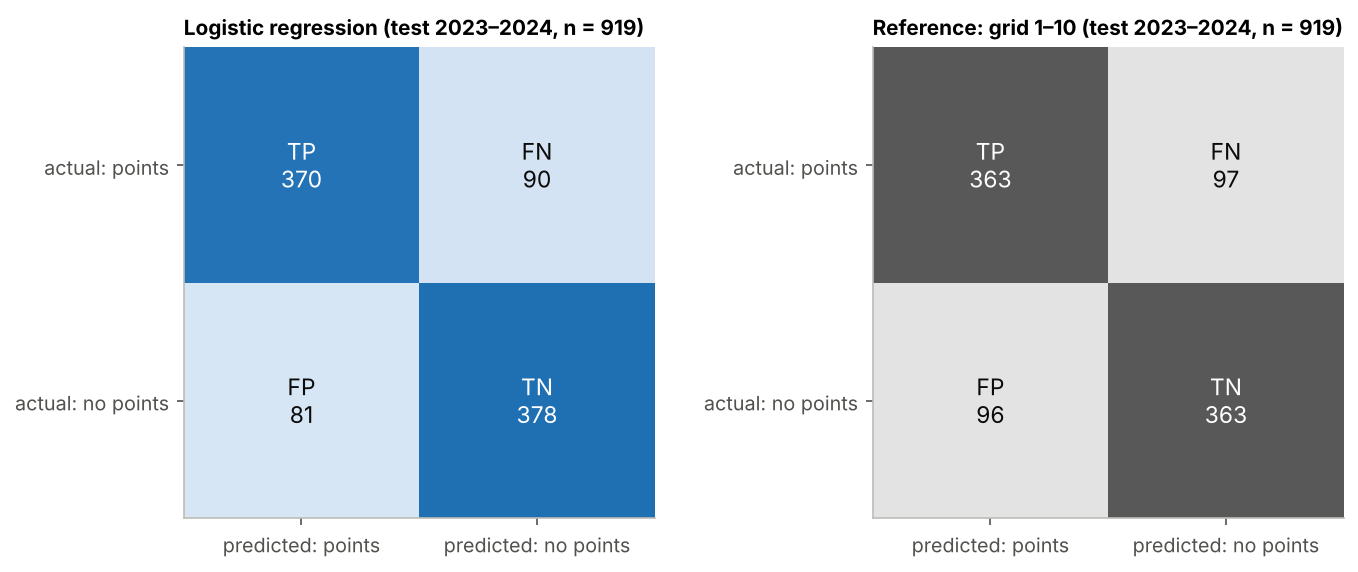 Logistic regression (test 2023–2024, n = 919)
actual: points
TP
370
FN
90
actual: no points
FP
81
TN
378
predicted: points
predicted: no points
Reference: grid 1–10 (test 2023–2024, n = 919)
actual: points
TP
363
FN
97
actual: no points
FP
96
TN
363
predicted: points
predicted: no points